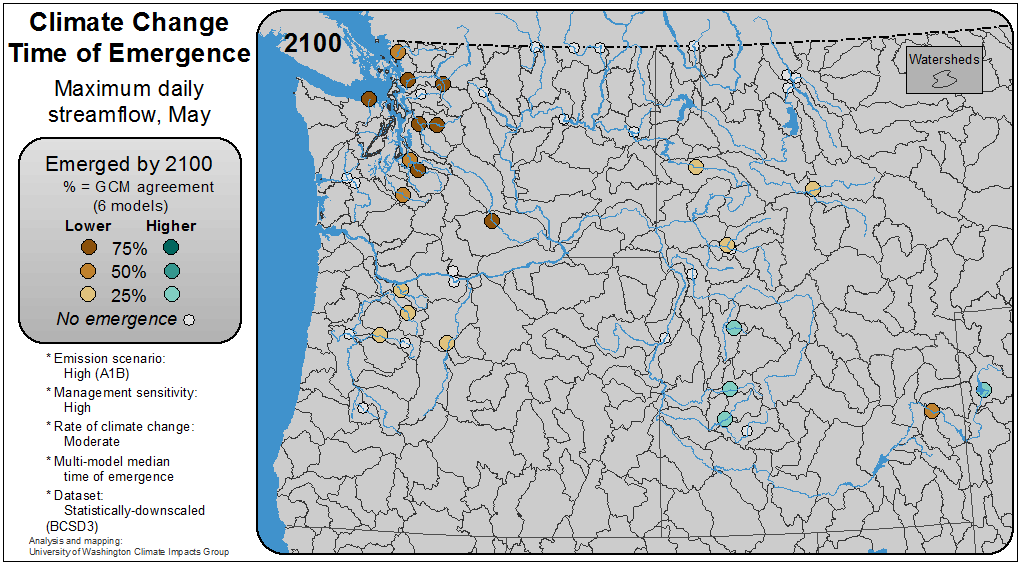 Climate Change
Time of Emergence
Maximum daily
streamflow, May
Emerged by 2100
% = GCM agreement
(6 models)
Lower Higher
75%
50%
25%
No emergence
* Emission scenario:
High (A1B)
* Management sensitivity:
High
* Rate of climate change:
Moderate
* Multi-model median
time of emergence
* Dataset:
Statistically-downscaled
(BCSD3)
Analysis and mapping:
University of Washington Climate Impacts Group
2100
Watersheds